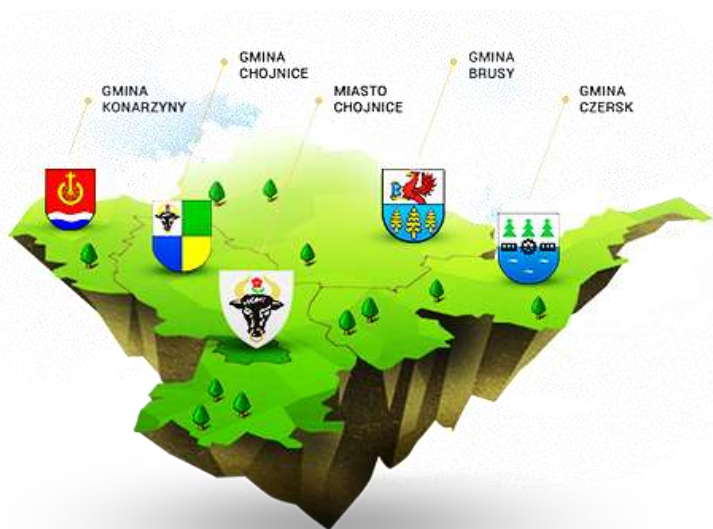 GMINA
KONARZYNY
GMINA
CHOJNICE
MIASTO
CHOJNICE
GMINA
BRUSY
GMINA
CZERSK